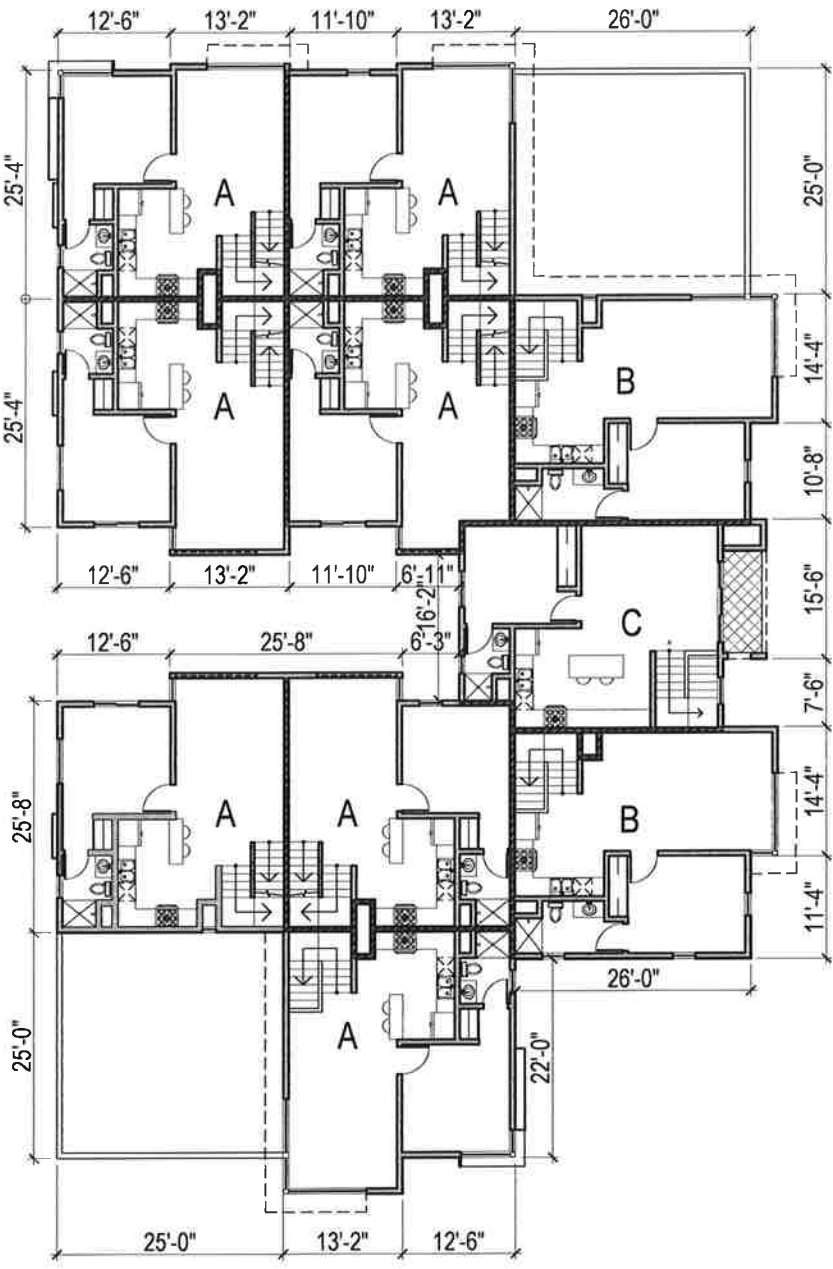 12'-6" 13'-2" 11'-10" 13'-2" 26'-0"
25'-4"
25'-0"
A A
14'-4"
B
25'-4"
A A
10'-8"
12'-6" 13'-2" 11'-10" 6'-11"
16'-2"
15'-6"
12'-6" 25'-8" 6'-3"
C
7'-6"
25'-8"
A A
14'-4"
B
11'-4"
26'-0"
25'-0"
A
22'-0"
25'-0" 13'-2" 12'-6"